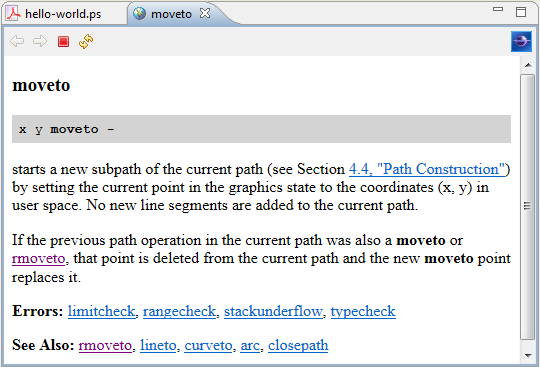 hello-world.ps
moveto
moveto
x y moveto –
starts a new subpath of the current path (see Section 4.4, "Path Construction")
by setting the current point in the graphics state to the coordinates (x, y) in
user space. No new line segments are added to the current path.
If the previous path operation in the current path was also a moveto or
rmoveto, that point is deleted from the current path and the new moveto point
replaces it.
Errors: limitcheck, rangecheck, stackunderflow, typecheck
See Also: rmoveto, lineto, curveto, arc, closepath